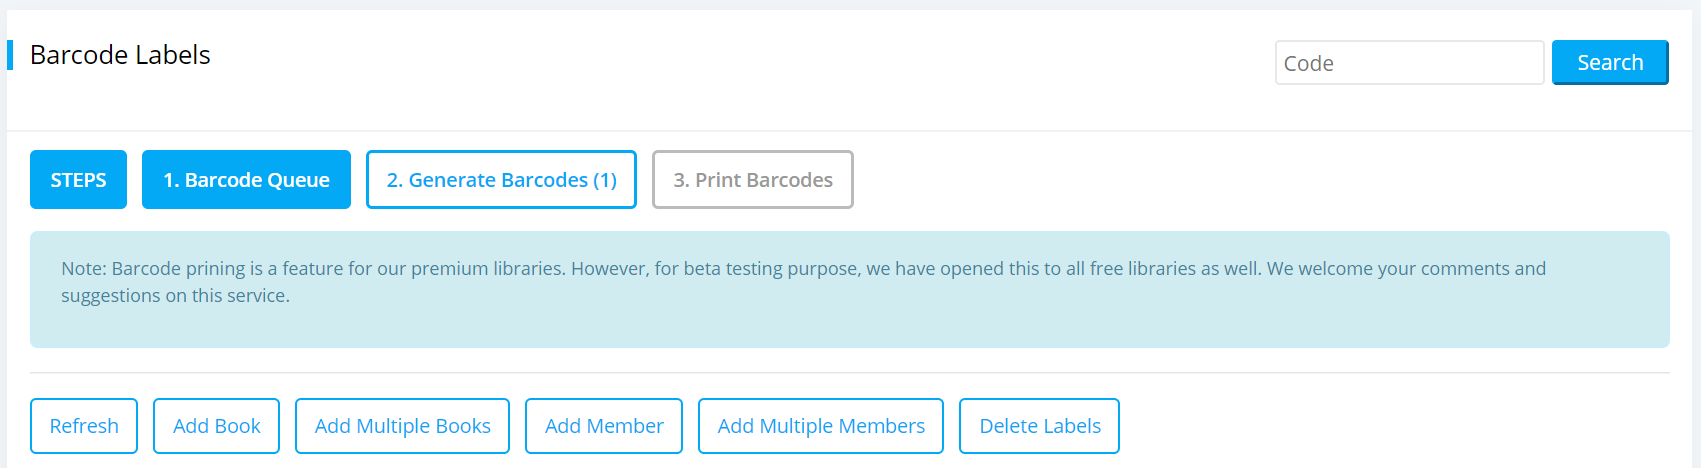 Barcode Labels
Code
Search
STEPS
1. Barcode Queue
2. Generate Barcodes (1)
3. Print Barcodes
Note: Barcode prining is a feature for our premium libraries. However, for beta testing purpose, we have opened this to all free libraries as well. We welcome your comments and
suggestions on this service.
Refresh
Add Book
Add Multiple Books
Add Member
Add Multiple Members
Delete Labels